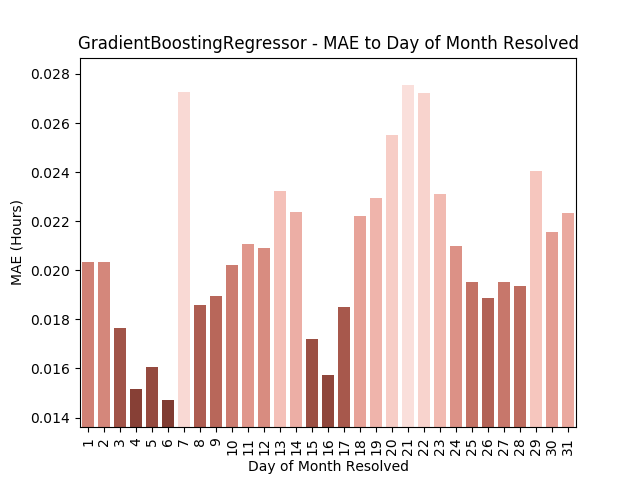 GradientBoostingRegressor - MAE to Day of Month Resolved
0.028
0.026
0.024
0.022
0.020
0.018
0.016
0.014
MAE (Hours)
1 2 3 4 5 6 7 8 9 10 11 12 13 14 15 16 17 18 19 20 21 22 23 24 25 26 27 28 29 30 31
Day of Month Resolved